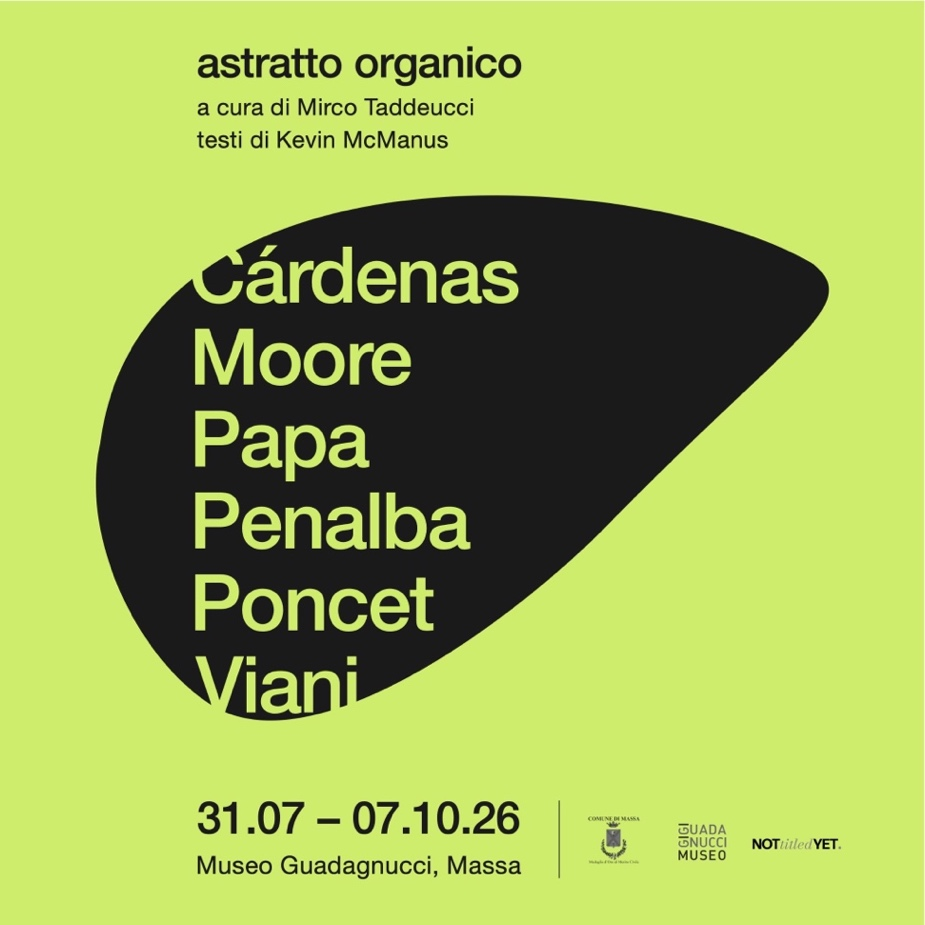 astratto organico
a cura di Mirco Taddeucci
testi di Kevin McManus
Cárdenas
Moore
Papa
Penalba
Poncet
Viani
31.07 – 07.10.26
Museo Guadagnucci, Massa
COMUNE DI MASSA
GIGI
GUADA
GNUCCI
MUSEO
NOTtitledYET.